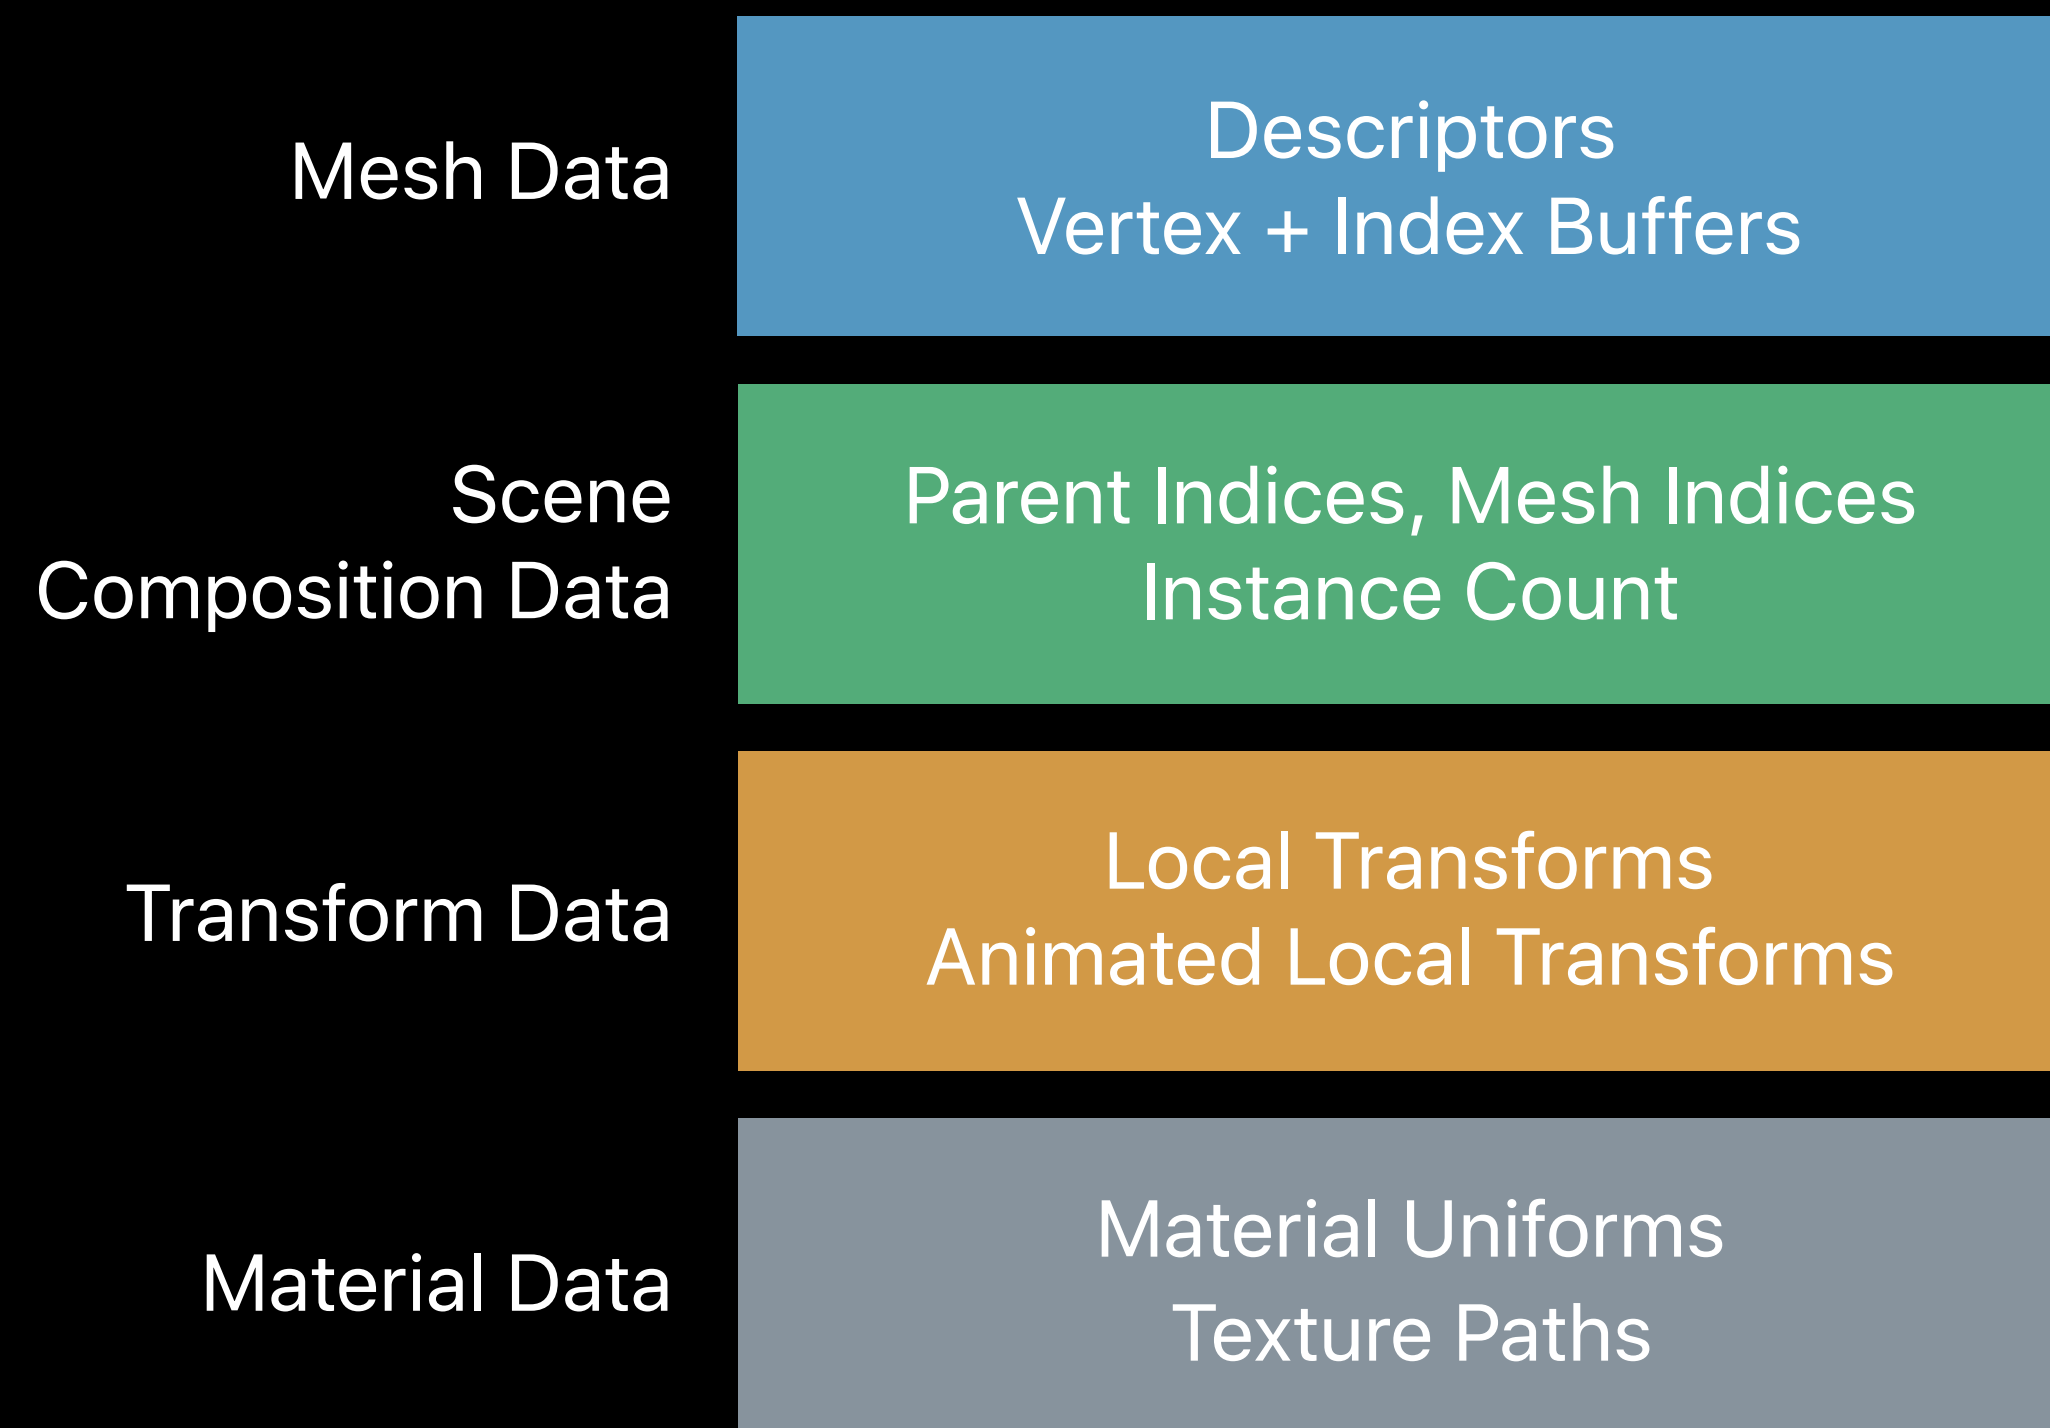 Mesh Data
Descriptors
Vertex + Index Buffers
Scene
Composition Data
Parent Indices, Mesh Indices
Instance Count
Transform Data
Local Transforms
Animated Local Transforms
Material Data
Material Uniforms
Texture Paths